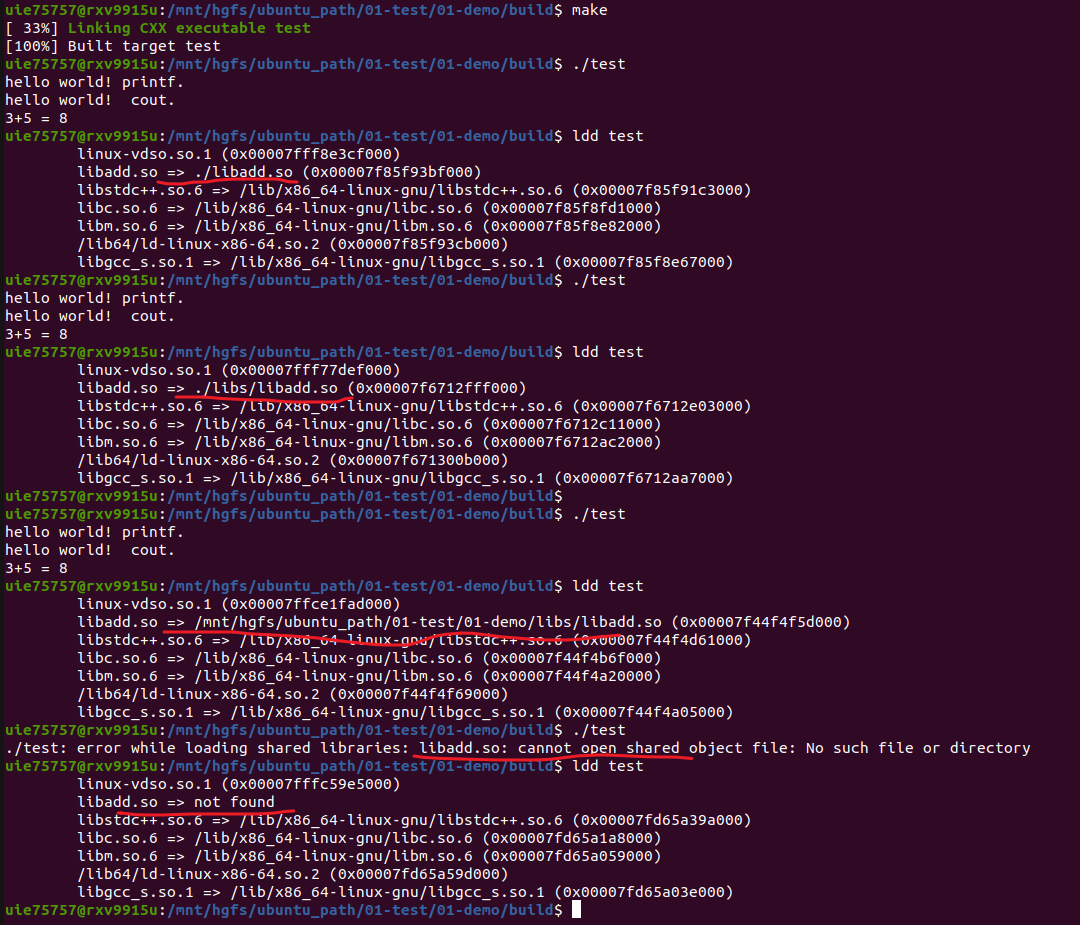 uie75757@rxv9915u:/mnt/hgfs/ubuntu_path/01-test/01-demo/build$ make
[ 33%] Linking CXX executable test
[100%] Built target test
uie75757@rxv9915u:/mnt/hgfs/ubuntu_path/01-test/01-demo/build$ ./test
hello world! printf.
hello world!  cout.
3+5 = 8
uie75757@rxv9915u:/mnt/hgfs/ubuntu_path/01-test/01-demo/build$ ldd test
linux-vdso.so.1 (0x00007fff8e3cf000)
libadd.so => ./libadd.so (0x00007f85f93bf000)
libstdc++.so.6 => /lib/x86_64-linux-gnu/libstdc++.so.6 (0x00007f85f91c3000)
libc.so.6 => /lib/x86_64-linux-gnu/libc.so.6 (0x00007f85f8fd1000)
libm.so.6 => /lib/x86_64-linux-gnu/libm.so.6 (0x00007f85f8e82000)
/lib64/ld-linux-x86-64.so.2 (0x00007f85f93cb000)
libgcc_s.so.1 => /lib/x86_64-linux-gnu/libgcc_s.so.1 (0x00007f85f8e67000)
uie75757@rxv9915u:/mnt/hgfs/ubuntu_path/01-test/01-demo/build$ ./test
hello world! printf.
hello world!  cout.
3+5 = 8
uie75757@rxv9915u:/mnt/hgfs/ubuntu_path/01-test/01-demo/build$ ldd test
linux-vdso.so.1 (0x00007fff77def000)
libadd.so => ./libs/libadd.so (0x00007f6712fff000)
libstdc++.so.6 => /lib/x86_64-linux-gnu/libstdc++.so.6 (0x00007f6712e03000)
libc.so.6 => /lib/x86_64-linux-gnu/libc.so.6 (0x00007f6712c11000)
libm.so.6 => /lib/x86_64-linux-gnu/libm.so.6 (0x00007f6712ac2000)
/lib64/ld-linux-x86-64.so.2 (0x00007f671300b000)
libgcc_s.so.1 => /lib/x86_64-linux-gnu/libgcc_s.so.1 (0x00007f6712aa7000)
uie75757@rxv9915u:/mnt/hgfs/ubuntu_path/01-test/01-demo/build$
uie75757@rxv9915u:/mnt/hgfs/ubuntu_path/01-test/01-demo/build$ ./test
hello world! printf.
hello world!  cout.
3+5 = 8
uie75757@rxv9915u:/mnt/hgfs/ubuntu_path/01-test/01-demo/build$ ldd test
linux-vdso.so.1 (0x00007ffce1fad000)
libadd.so => /mnt/hgfs/ubuntu_path/01-test/01-demo/libs/libadd.so (0x00007f44f4f5d000)
libstdc++.so.6 => /lib/x86_64-linux-gnu/libstdc++.so.6 (0x00007f44f4d61000)
libc.so.6 => /lib/x86_64-linux-gnu/libc.so.6 (0x00007f44f4b6f000)
libm.so.6 => /lib/x86_64-linux-gnu/libm.so.6 (0x00007f44f4a20000)
/lib64/ld-linux-x86-64.so.2 (0x00007f44f4f69000)
libgcc_s.so.1 => /lib/x86_64-linux-gnu/libgcc_s.so.1 (0x00007f44f4a05000)
uie75757@rxv9915u:/mnt/hgfs/ubuntu_path/01-test/01-demo/build$ ./test
./test: error while loading shared libraries: libadd.so: cannot open shared object file: No such file or directory
uie75757@rxv9915u:/mnt/hgfs/ubuntu_path/01-test/01-demo/build$ ldd test
linux-vdso.so.1 (0x00007fffc59e5000)
libadd.so => not found
libstdc++.so.6 => /lib/x86_64-linux-gnu/libstdc++.so.6 (0x00007fd65a39a000)
libc.so.6 => /lib/x86_64-linux-gnu/libc.so.6 (0x00007fd65a1a8000)
libm.so.6 => /lib/x86_64-linux-gnu/libm.so.6 (0x00007fd65a059000)
/lib64/ld-linux-x86-64.so.2 (0x00007fd65a59d000)
libgcc_s.so.1 => /lib/x86_64-linux-gnu/libgcc_s.so.1 (0x00007fd65a03e000)
uie75757@rxv9915u:/mnt/hgfs/ubuntu_path/01-test/01-demo/build$